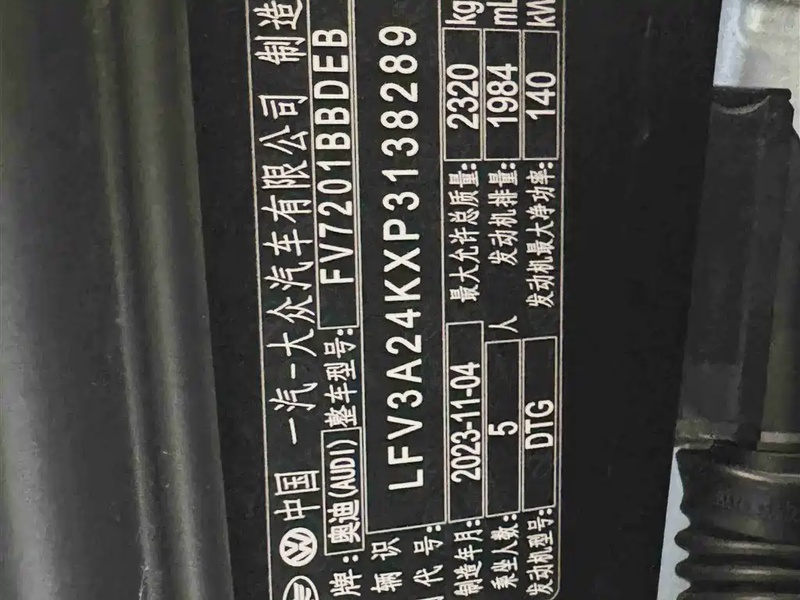 中国 一汽-大众汽车有限公司 制造
牌: 奥迪(AUDI) 整车型号: FV7201BBDEB
辆识
代号: LFV3A24KXP3138289
制造年月: 2023-11-04 最大允许总质量: 2320 kg
乘坐人数: 5 人 发动机排量: 1984 mL
发动机型号: DTG 发动机最大净功率: 140 kW